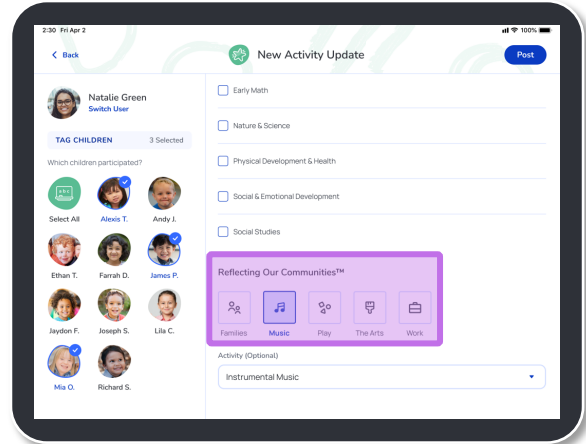 2:30 Fri Apr 2
100%
Back
New Activity Update
Post
Natalie Green
Switch User
TAG CHILDREN 3 Selected
Which children participated?
abc
Select All Alexis T. Andy J.
Ethan T. Farrah D. James P.
Jaydon F. Joseph S. Lila C.
Mia O. Richard S.
Early Math
Nature & Science
Physical Development & Health
Social & Emotional Development
Social Studies
Reflecting Our Communities™
Families Music Play The Arts Work
Activity (Optional)
Instrumental Music